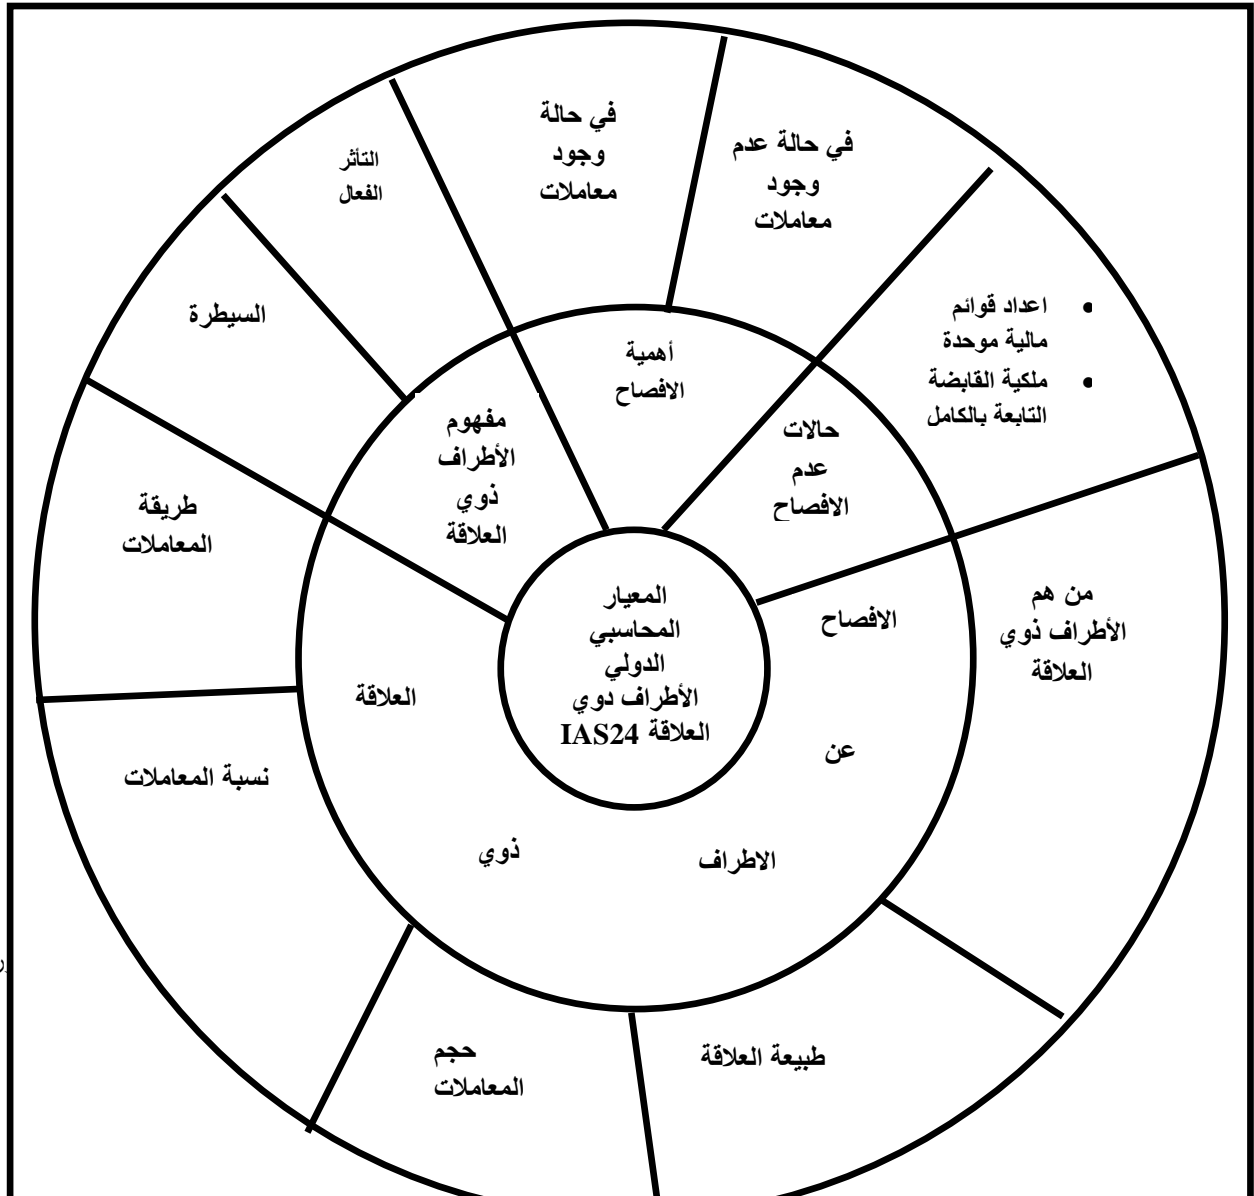 في حالة
وجود
معاملات
في حالة عدم
وجود
معاملات
التأثر
الفعال
السيطرة
• اعداد قوائم
مالية موحدة
• ملكية القابضة
التابعة بالكامل
أهمية
الافصاح
مفهوم
الأطراف
ذوي
العلاقة
حالات
عدم
الافصاح
طريقة
المعاملات
من هم
الأطراف ذوي
العلاقة
المعيار
المحاسبي
الدولي
الأطراف دوي
العلاقة IAS24
الافصاح
عن
الاطراف
ذوي
العلاقة
نسبة المعاملات
حجم
المعاملات
طبيعة العلاقة